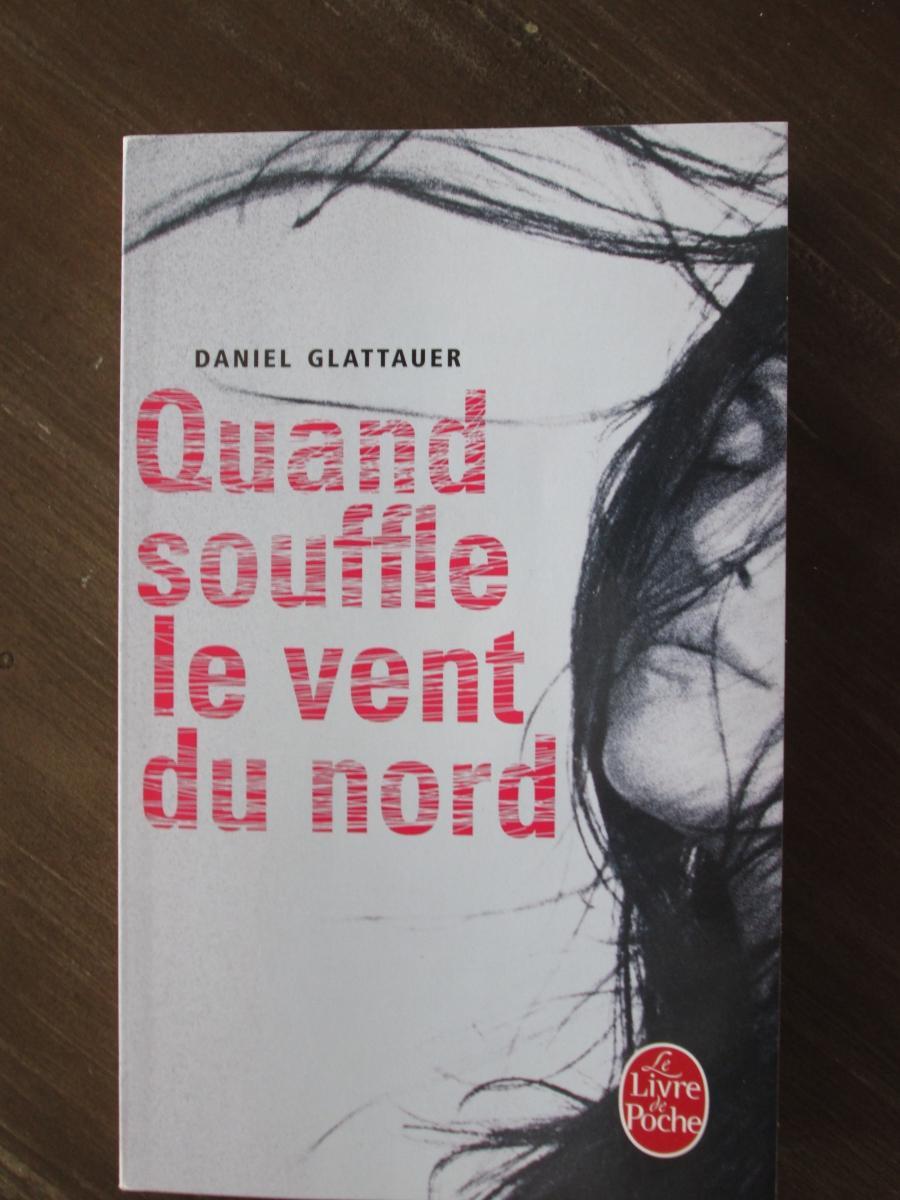 DANIEL GLATTAUER
Quand
souffle
le vent
du nord
Le
Livre
de
Poche